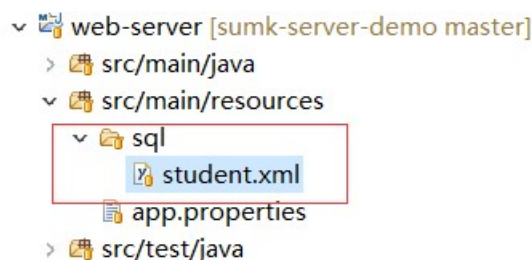 web-server [sumk-server-demo master]
src/main/java
src/main/resources
sql
student.xml
app.properties
src/test/java